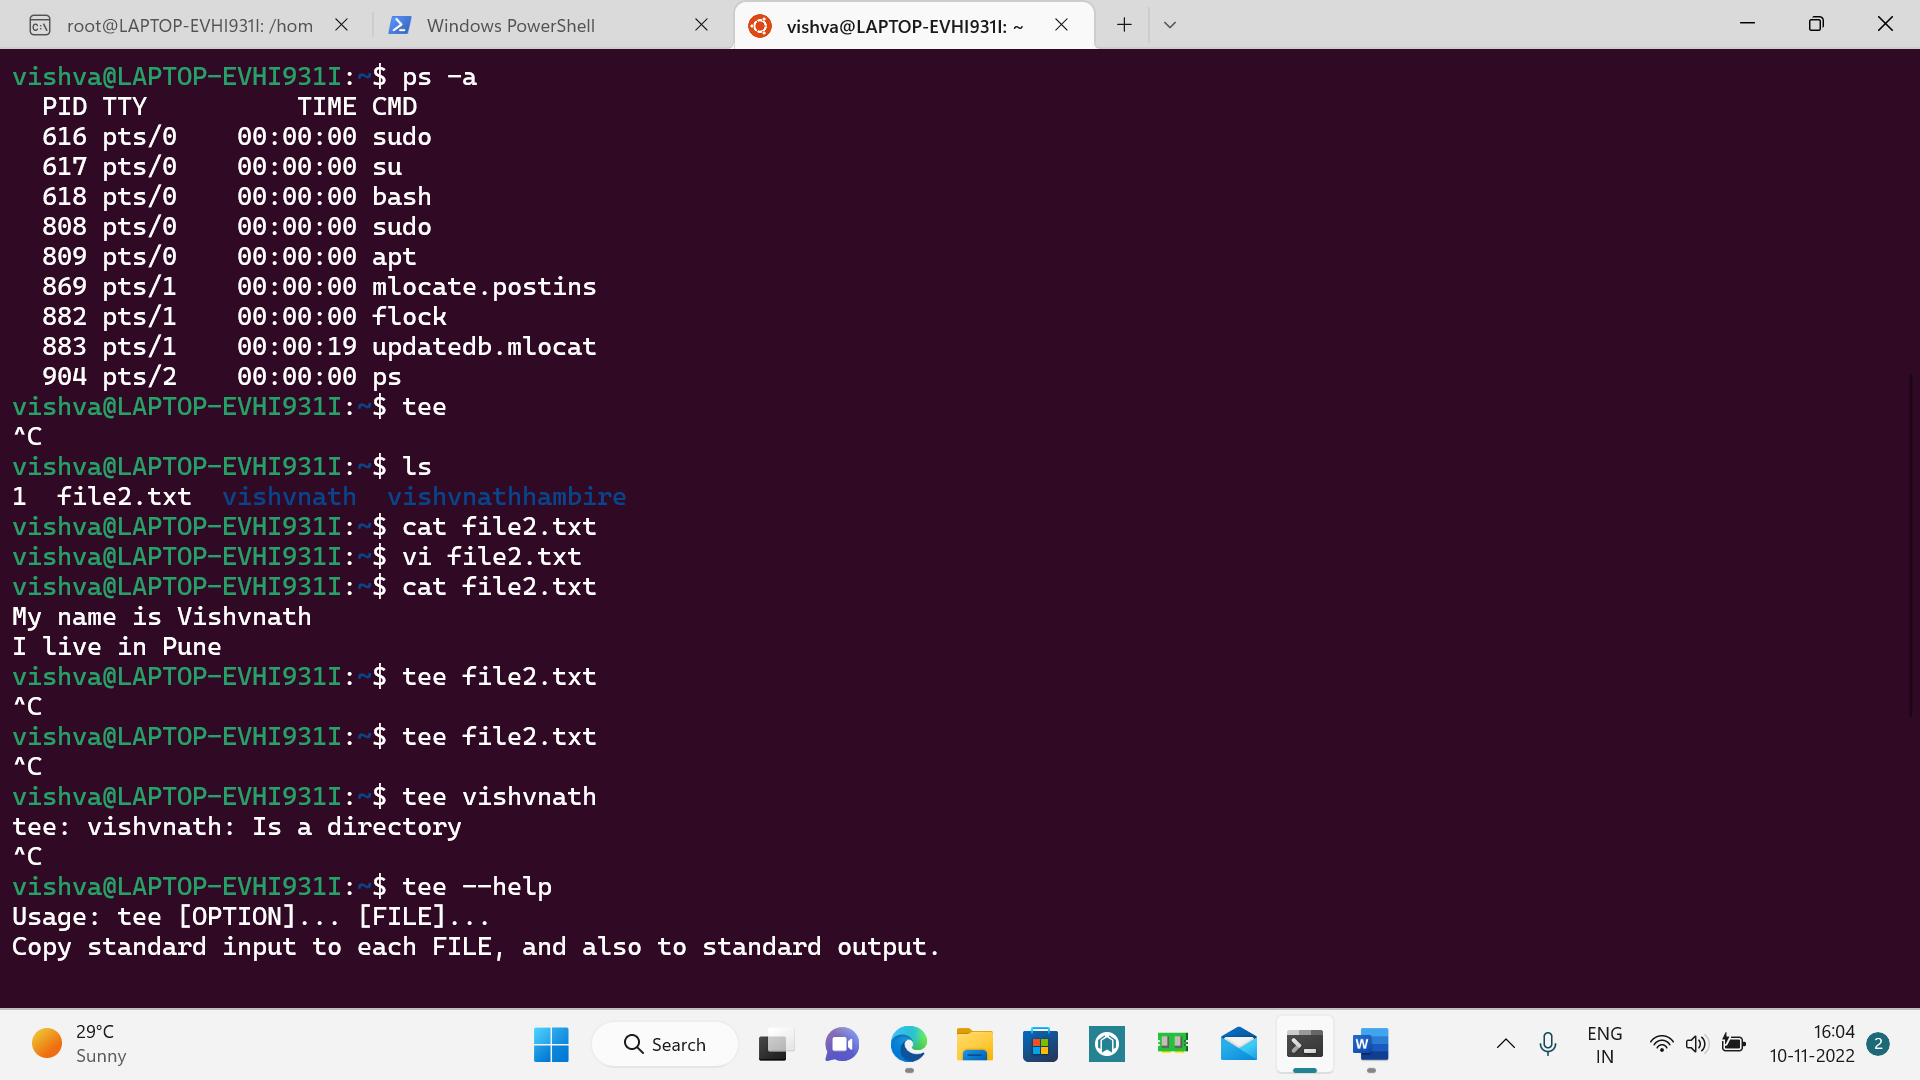 root@LAPTOP-EVHI931I: /hom
Windows PowerShell
vishva@LAPTOP-EVHI931I: ~
vishva@LAPTOP-EVHI931I:~$ ps -a
  PID TTY          TIME CMD
  616 pts/0    00:00:00 sudo
  617 pts/0    00:00:00 su
  618 pts/0    00:00:00 bash
  808 pts/0    00:00:00 sudo
  809 pts/0    00:00:00 apt
  869 pts/1    00:00:00 mlocate.postins
  882 pts/1    00:00:00 flock
  883 pts/1    00:00:19 updatedb.mlocat
  904 pts/2    00:00:00 ps
vishva@LAPTOP-EVHI931I:~$ tee
^C
vishva@LAPTOP-EVHI931I:~$ ls
1  file2.txt  vishvnath  vishvnathhambire
vishva@LAPTOP-EVHI931I:~$ cat file2.txt
vishva@LAPTOP-EVHI931I:~$ vi file2.txt
vishva@LAPTOP-EVHI931I:~$ cat file2.txt
My name is Vishvnath
I live in Pune
vishva@LAPTOP-EVHI931I:~$ tee file2.txt
^C
vishva@LAPTOP-EVHI931I:~$ tee file2.txt
^C
vishva@LAPTOP-EVHI931I:~$ tee vishvnath
tee: vishvnath: Is a directory
^C
vishva@LAPTOP-EVHI931I:~$ tee --help
Usage: tee [OPTION]... [FILE]...
Copy standard input to each FILE, and also to standard output.
29°C
Sunny
Search
W
ENG
IN
16:04
10-11-2022
2